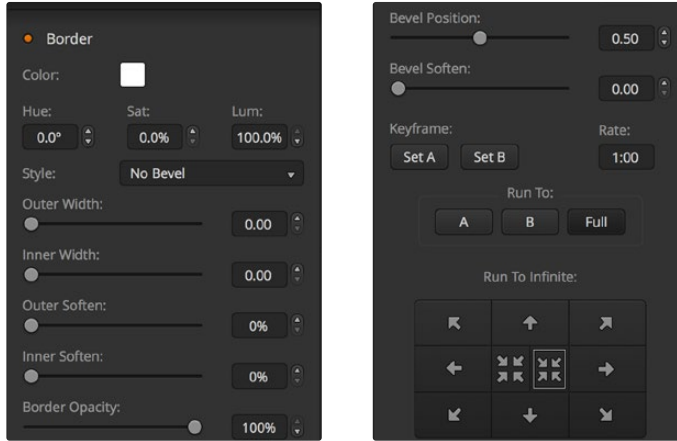 Border
Color:
Hue: Sat: Lum:
0.0° 0.0% 100.0%
Style: No Bevel
Outer Width:
0.00
Inner Width:
0.00
Outer Soften:
0%
Inner Soften:
0%
Border Opacity:
100%
Bevel Position:
0.50
Bevel Soften:
0.00
Keyframe: Rate:
Set A Set B 1:00
Run To:
A B Full
Run To Infinite: